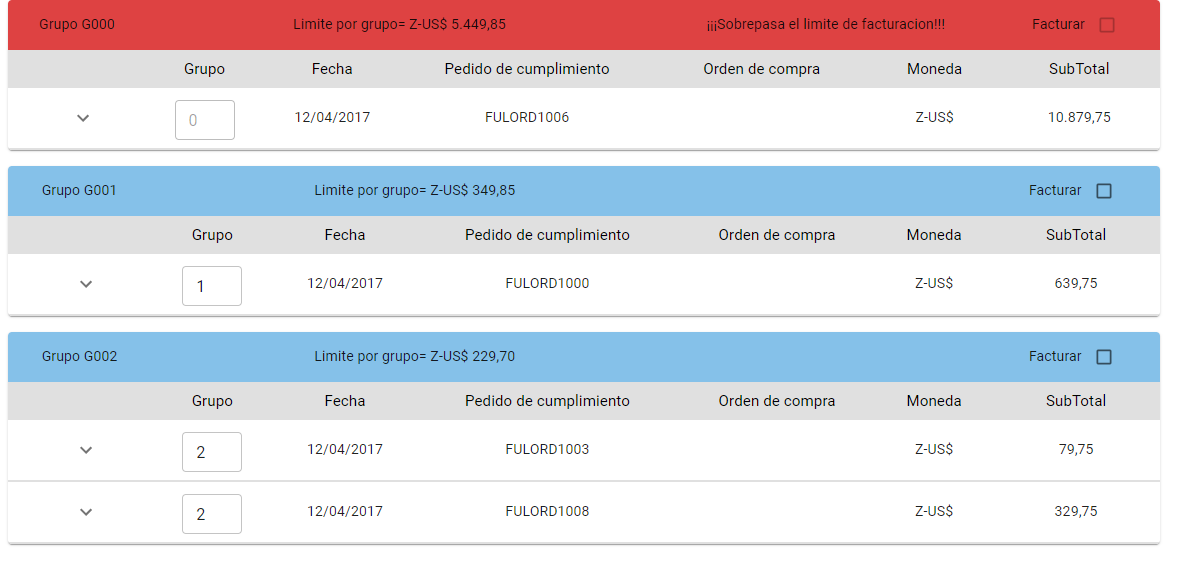 Grupo G000 Limite por grupo= Z-US$ 5.449,85 ¡¡¡Sobrepasa el limite de facturacion!!! Facturar
Grupo Fecha Pedido de cumplimiento Orden de compra Moneda SubTotal
0 12/04/2017 FULORD1006 Z-US$ 10.879,75
Grupo G001 Limite por grupo= Z-US$ 349,85 Facturar
Grupo Fecha Pedido de cumplimiento Orden de compra Moneda SubTotal
1 12/04/2017 FULORD1000 Z-US$ 639,75
Grupo G002 Limite por grupo= Z-US$ 229,70 Facturar
Grupo Fecha Pedido de cumplimiento Orden de compra Moneda SubTotal
2 12/04/2017 FULORD1003 Z-US$ 79,75
2 12/04/2017 FULORD1008 Z-US$ 329,75